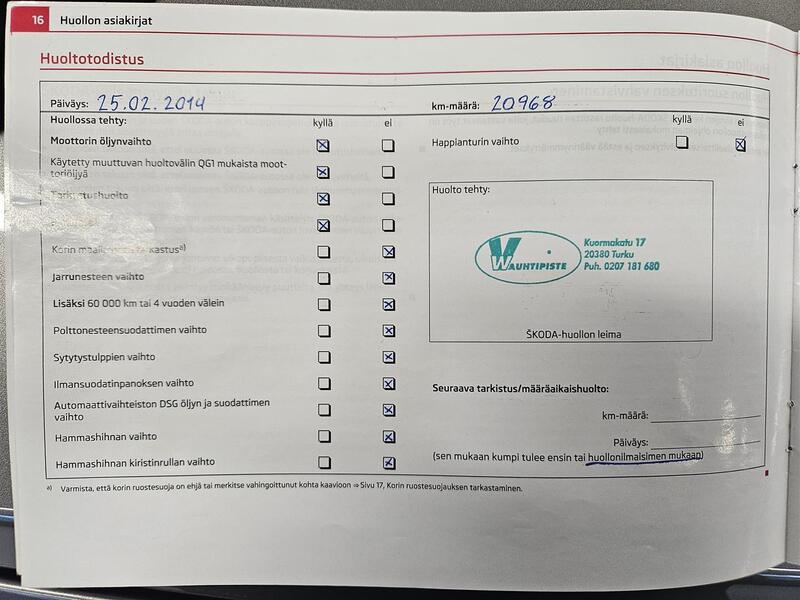 16 Huollon asiakirjat
Huoltotodistus
Päiväys: 25.02.2014
km-määrä: 20968
Huollossa tehty: kyllä ei
Moottorin öljynvaihto
Käytetty muuttuvan huoltovälin QG1 mukaista moot-
toriöljyä
Tarkastushuolto
Korin
Jarrunesteen vaihto
Lisäksi 60 000 km tai 4 vuoden välein
Polttonesteensuodattimen vaihto
Sytytystulppien vaihto
Ilmansuodatinpanoksen vaihto
Automaattivaihteiston DSG öljyn ja suodattimen
vaihto
Hammashihnan vaihto
Hammashihnan kiristinrullan vaihto
kyllä ei
Happianturin vaihto
Huolto tehty:
WAUHTIPISTE
Kuormakatu 17
20380 Turku
Puh. 0207 181 680
ŠKODA-huollon leima
Seuraava tarkistus/määräaikaishuolto:
km-määrä:
Päiväys:
(sen mukaan kumpi tulee ensin tai huollonilmaisimen mukaan)
a) Varmista, että korin ruostesuoja on ehjä tai merkitse vahingoittunut kohta kaavioon ⇒ Sivu 17, Korin ruostesuojauksen tarkastaminen.